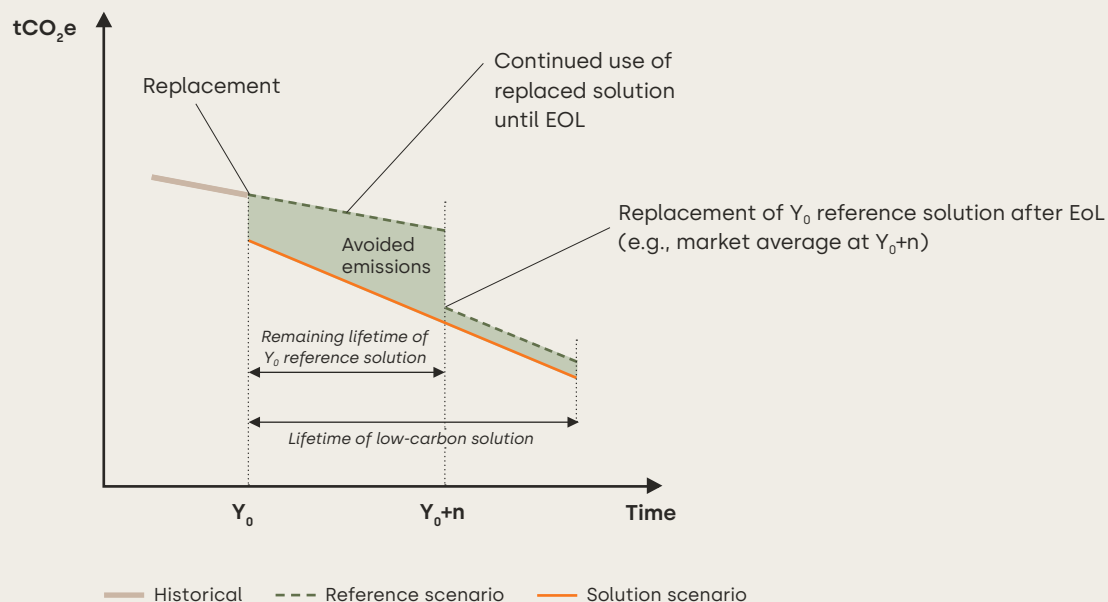 tCO₂e
Replacement
Continued use of
replaced solution
until EOL
Replacement of Y₀ reference solution after EoL
(e.g., market average at Y₀+n)
Avoided
emissions
Remaining lifetime of
Y₀ reference solution
Lifetime of low-carbon solution
Y₀
Y₀+n
Time
Historical
Reference scenario
Solution scenario